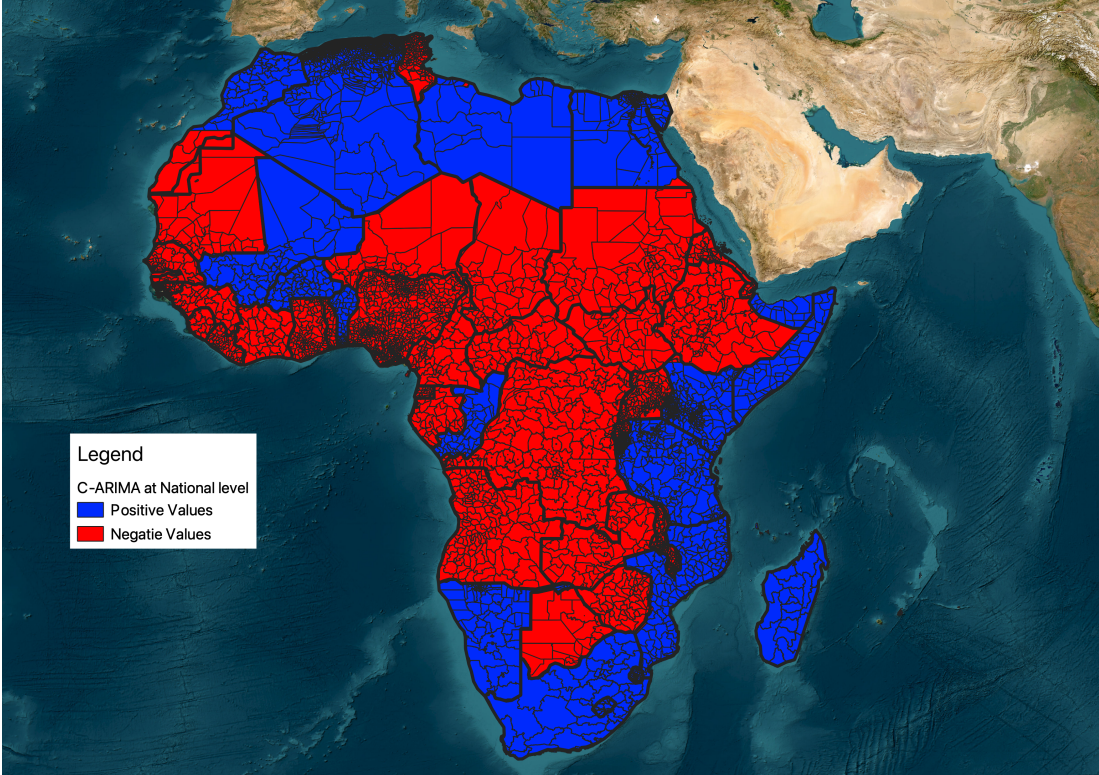 Legend
C-ARIMA at National level
Positive Values
Negatie Values